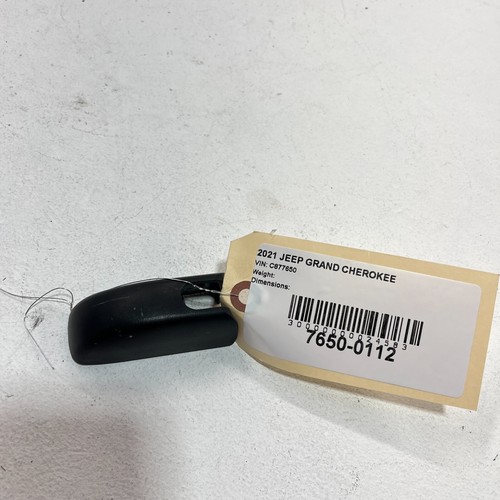 2021 JEEP GRAND CHEROKEE
VIN: C877650
Weight:
Dimensions:
7650-0112